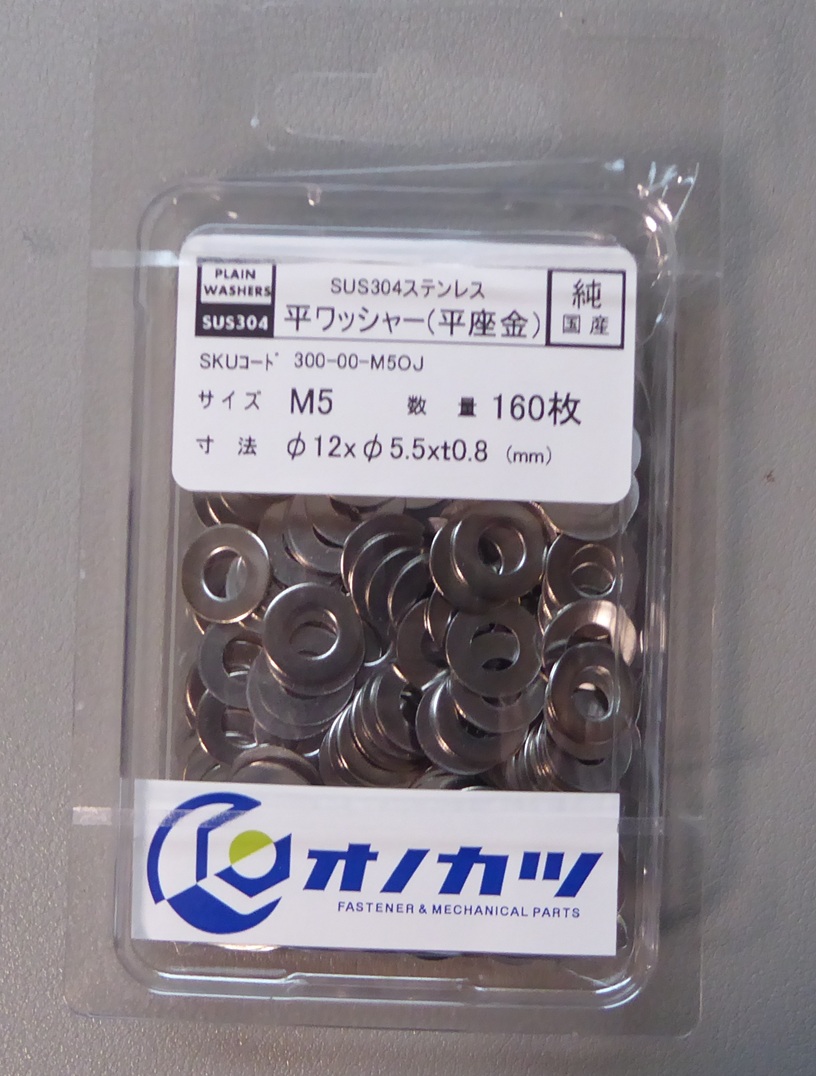 PLAIN
WASHERS
SUS304
SUS304ステンレス
平ワッシャー(平座金)
純
国産
SKUコード 300-00-M5OJ
サイズ M5 数量 160枚
寸法 φ12xφ5.5xt0.8 (mm)
オノカツ
FASTENER & MECHANICAL PARTS